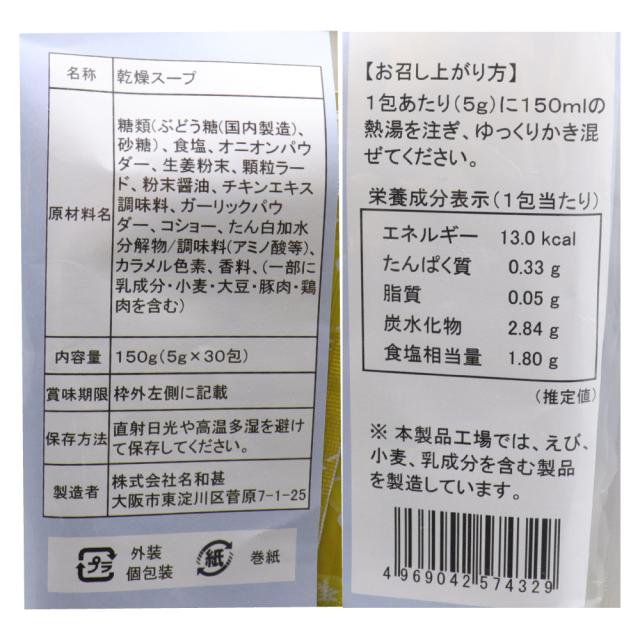 名称 乾燥スープ
原材料名
糖類(ぶどう糖(国内製造)、
砂糖)、食塩、オニオンパウ
ダー、生姜粉末、顆粒ラー
ド、粉末醤油、チキンエキス
調味料、ガーリックパウ
ダー、コショー、たん白加水
分解物/調味料(アミノ酸等)、
カラメル色素、香料、(一部に
乳成分・小麦・大豆・豚肉・鶏
肉を含む)
内容量 150g(5g×30包)
賞味期限 枠外左側に記載
保存方法 直射日光や高温多湿を避け
て保存してください。
製造者 株式会社名和甚
大阪市東淀川区菅原7-1-25
プラ 外装
個包装
紙 巻紙
【お召し上がり方】
1包あたり(5g)に150mlの
熱湯を注ぎ、ゆっくりかき混
ぜてください。
栄養成分表示(1包当たり)
エネルギー 13.0 kcal
たんぱく質 0.33 g
脂質 0.05 g
炭水化物 2.84 g
食塩相当量 1.80 g
(推定値)
※ 本製品工場では、えび、
小麦、乳成分を含む製品
を製造しています。
4 969042 574329